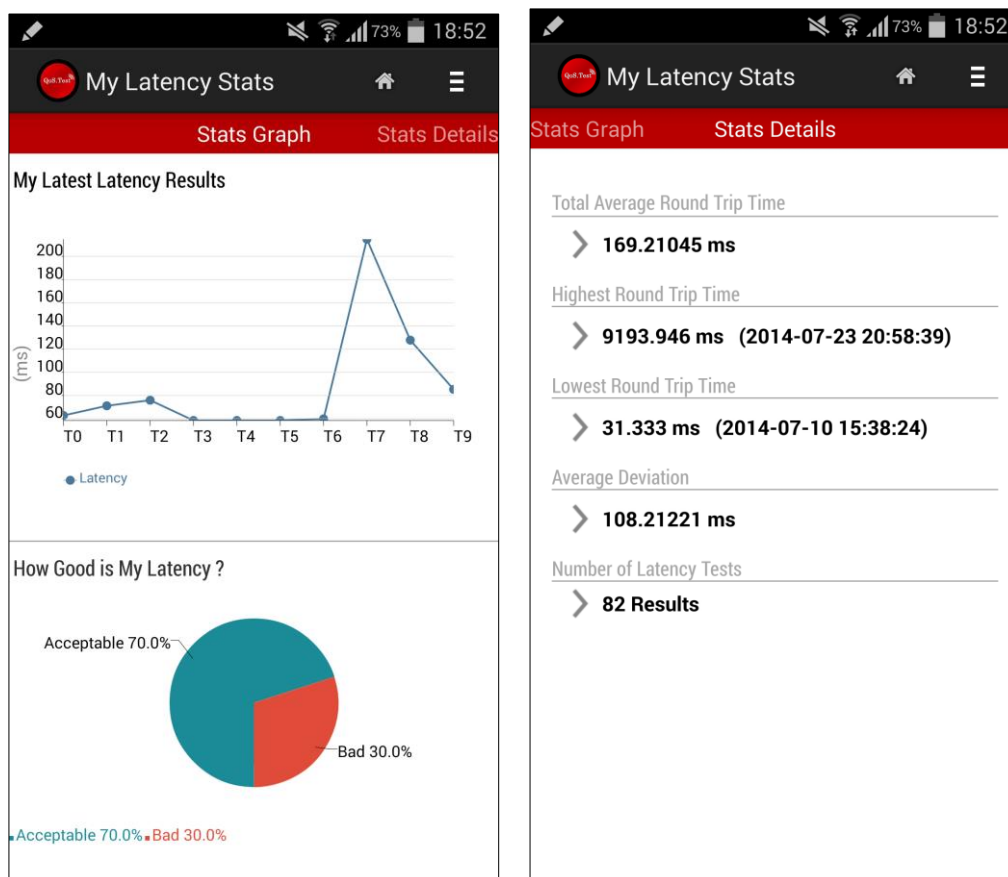 73% 18:52
QoS.Test My Latency Stats
Stats Graph Stats Details
My Latest Latency Results
200
180
160
140
120
100
80
60
(ms)
T0 T1 T2 T3 T4 T5 T6 T7 T8 T9
Latency
How Good is My Latency ?
Acceptable 70.0%
Bad 30.0%
Acceptable 70.0% Bad 30.0%
73% 18:52
QoS.Test My Latency Stats
Stats Graph Stats Details
Total Average Round Trip Time
169.21045 ms
Highest Round Trip Time
9193.946 ms (2014-07-23 20:58:39)
Lowest Round Trip Time
31.333 ms (2014-07-10 15:38:24)
Average Deviation
108.21221 ms
Number of Latency Tests
82 Results